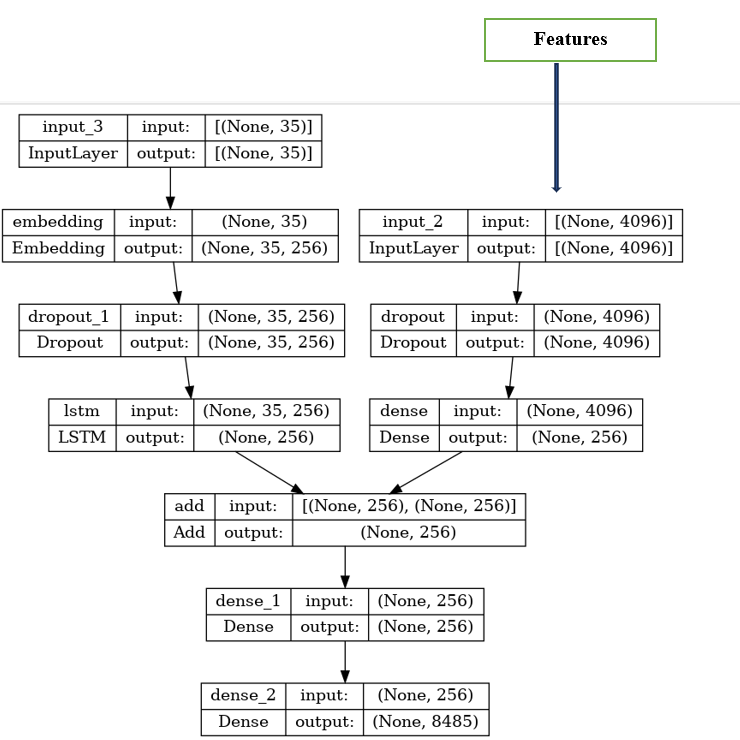 Features
input_3 input: [(None, 35)]
InputLayer output: [(None, 35)]
embedding input: (None, 35)
Embedding output: (None, 35, 256)
input_2 input: [(None, 4096)]
InputLayer output: [(None, 4096)]
dropout_1 input: (None, 35, 256)
Dropout output: (None, 35, 256)
dropout input: (None, 4096)
Dropout output: (None, 4096)
lstm input: (None, 35, 256)
LSTM output: (None, 256)
dense input: (None, 4096)
Dense output: (None, 256)
add input: [(None, 256), (None, 256)]
Add output: (None, 256)
dense_1 input: (None, 256)
Dense output: (None, 256)
dense_2 input: (None, 256)
Dense output: (None, 8485)